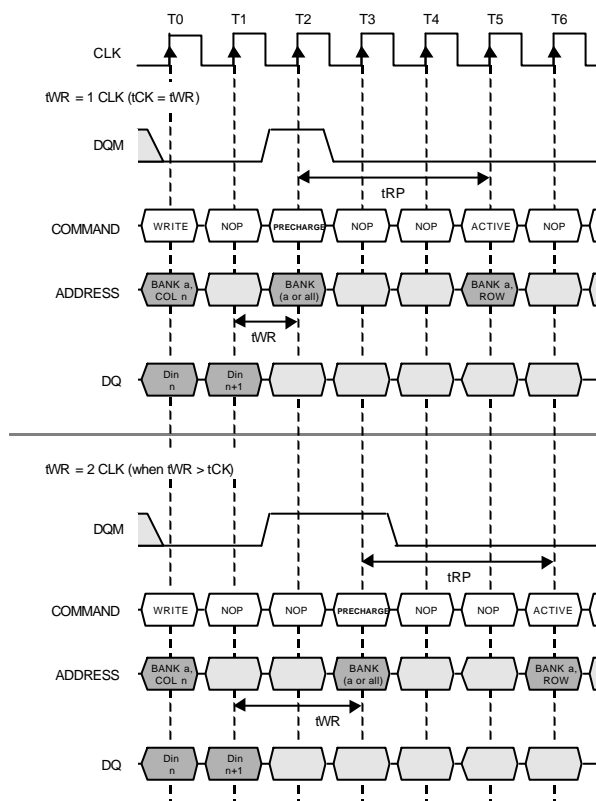 T0 T1 T2 T3 T4 T5 T6
CLK
tWR = 1 CLK (tCK = tWR)
DQM
tRP
COMMAND WRITE NOP PRECHARGE NOP NOP ACTIVE NOP
ADDRESS BANK a, COL n BANK (a or all) BANK a, ROW
tWR
DQ Din n Din n+1
tWR = 2 CLK (when tWR > tCK)
DQM
tRP
COMMAND WRITE NOP NOP PRECHARGE NOP NOP ACTIVE
ADDRESS BANK a, COL n BANK (a or all) BANK a, ROW
tWR
DQ Din n Din n+1